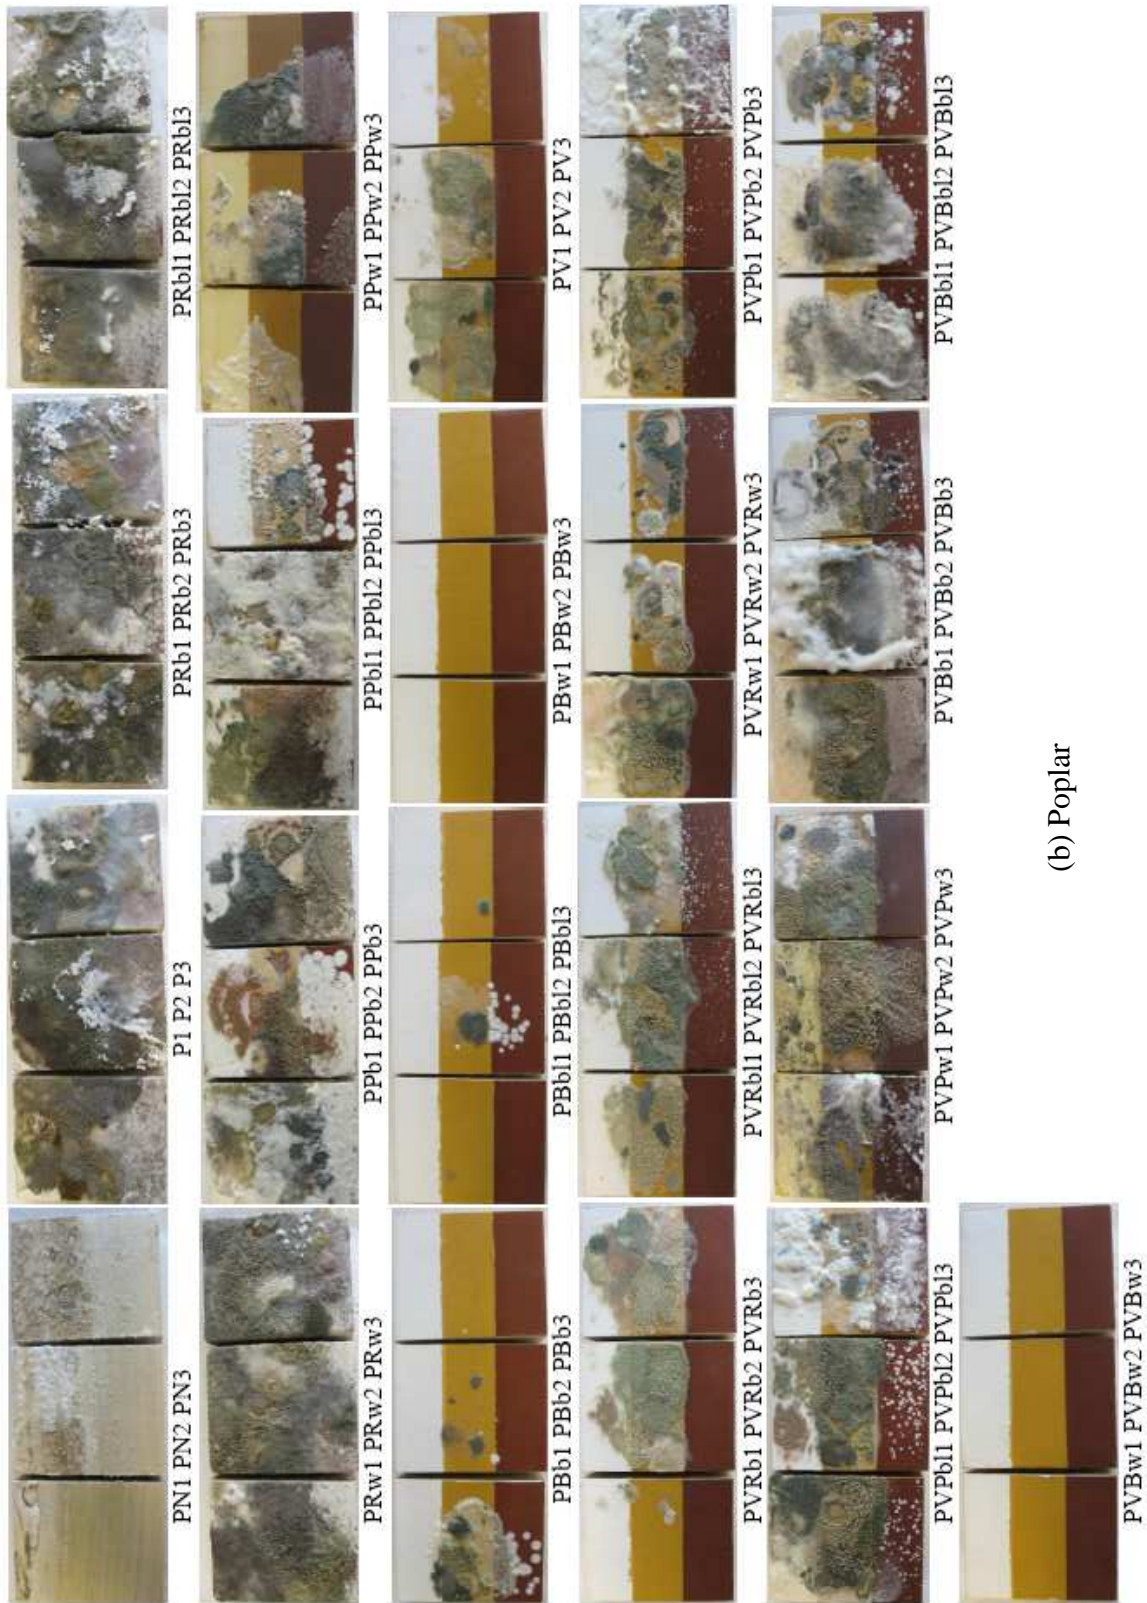 PN1 PN2 PN3
P1 P2 P3
PRb1 PRb2 PRb3
PRbl1 PRbl2 PRbl3
PRw1 PRw2 PRw3
PPb1 PPb2 PPb3
PPbl1 PPbl2 PPbl3
PPw1 PPw2 PPw3
PBb1 PBb2 PBb3
PBbl1 PBbl2 PBbl3
PBw1 PBw2 PBw3
PV1 PV2 PV3
PVRb1 PVRb2 PVRb3
PVRbl1 PVRbl2 PVRbl3
PVRw1 PVRw2 PVRw3
PVPb1 PVPb2 PVPb3
PVPbl1 PVPbl2 PVPbl3
PVPw1 PVPw2 PVPw3
PVBb1 PVBb2 PVBb3
PVBbl1 PVBbl2 PVBbl3
PVBw1 PVBw2 PVBw3
(b) Poplar